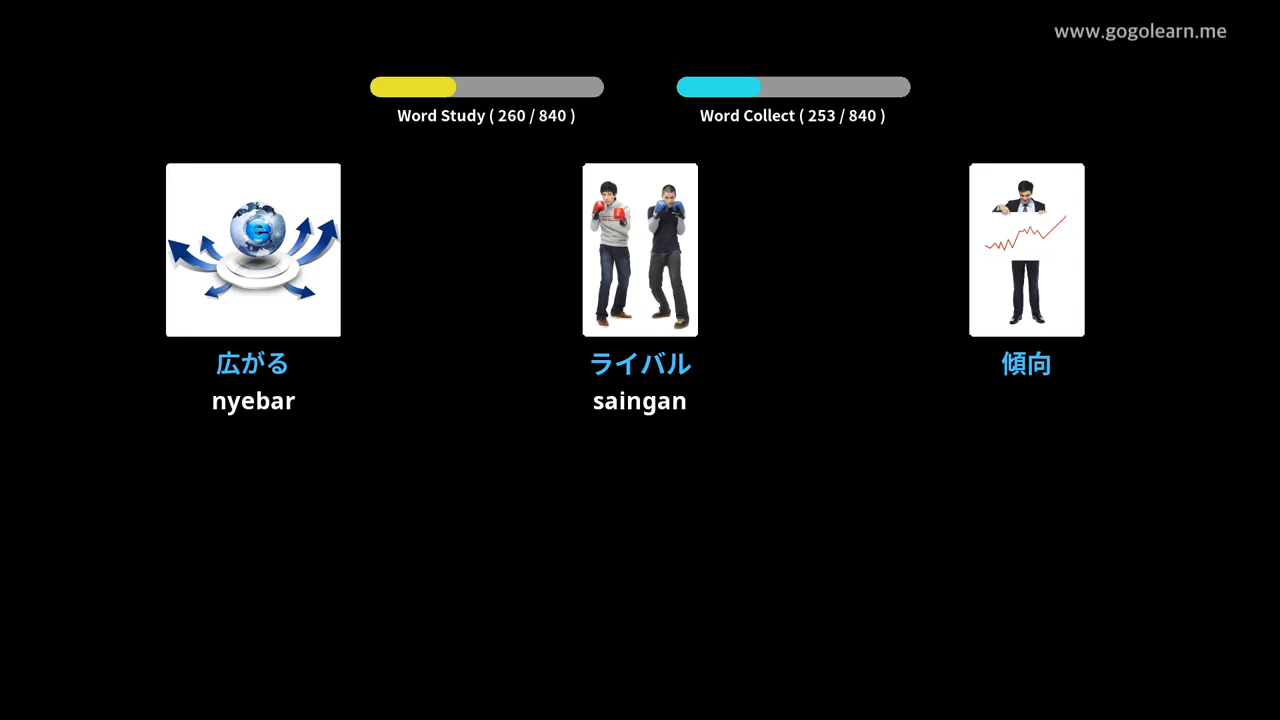 www.gogolearn.me
Word Study ( 260 / 840 )
Word Collect ( 253 / 840 )
e
広がる
ライバル
傾向
nyebar
saingan